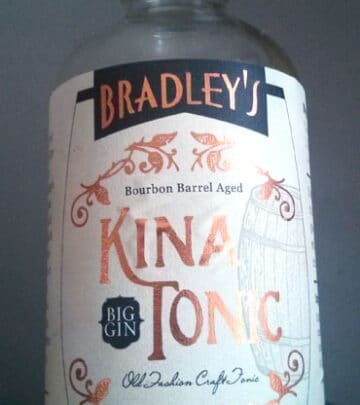 BRADLEY'S
Bourbon Barrel Aged
KINA
TONIC
BIG
GIN
Old Fashion Craft Tonic